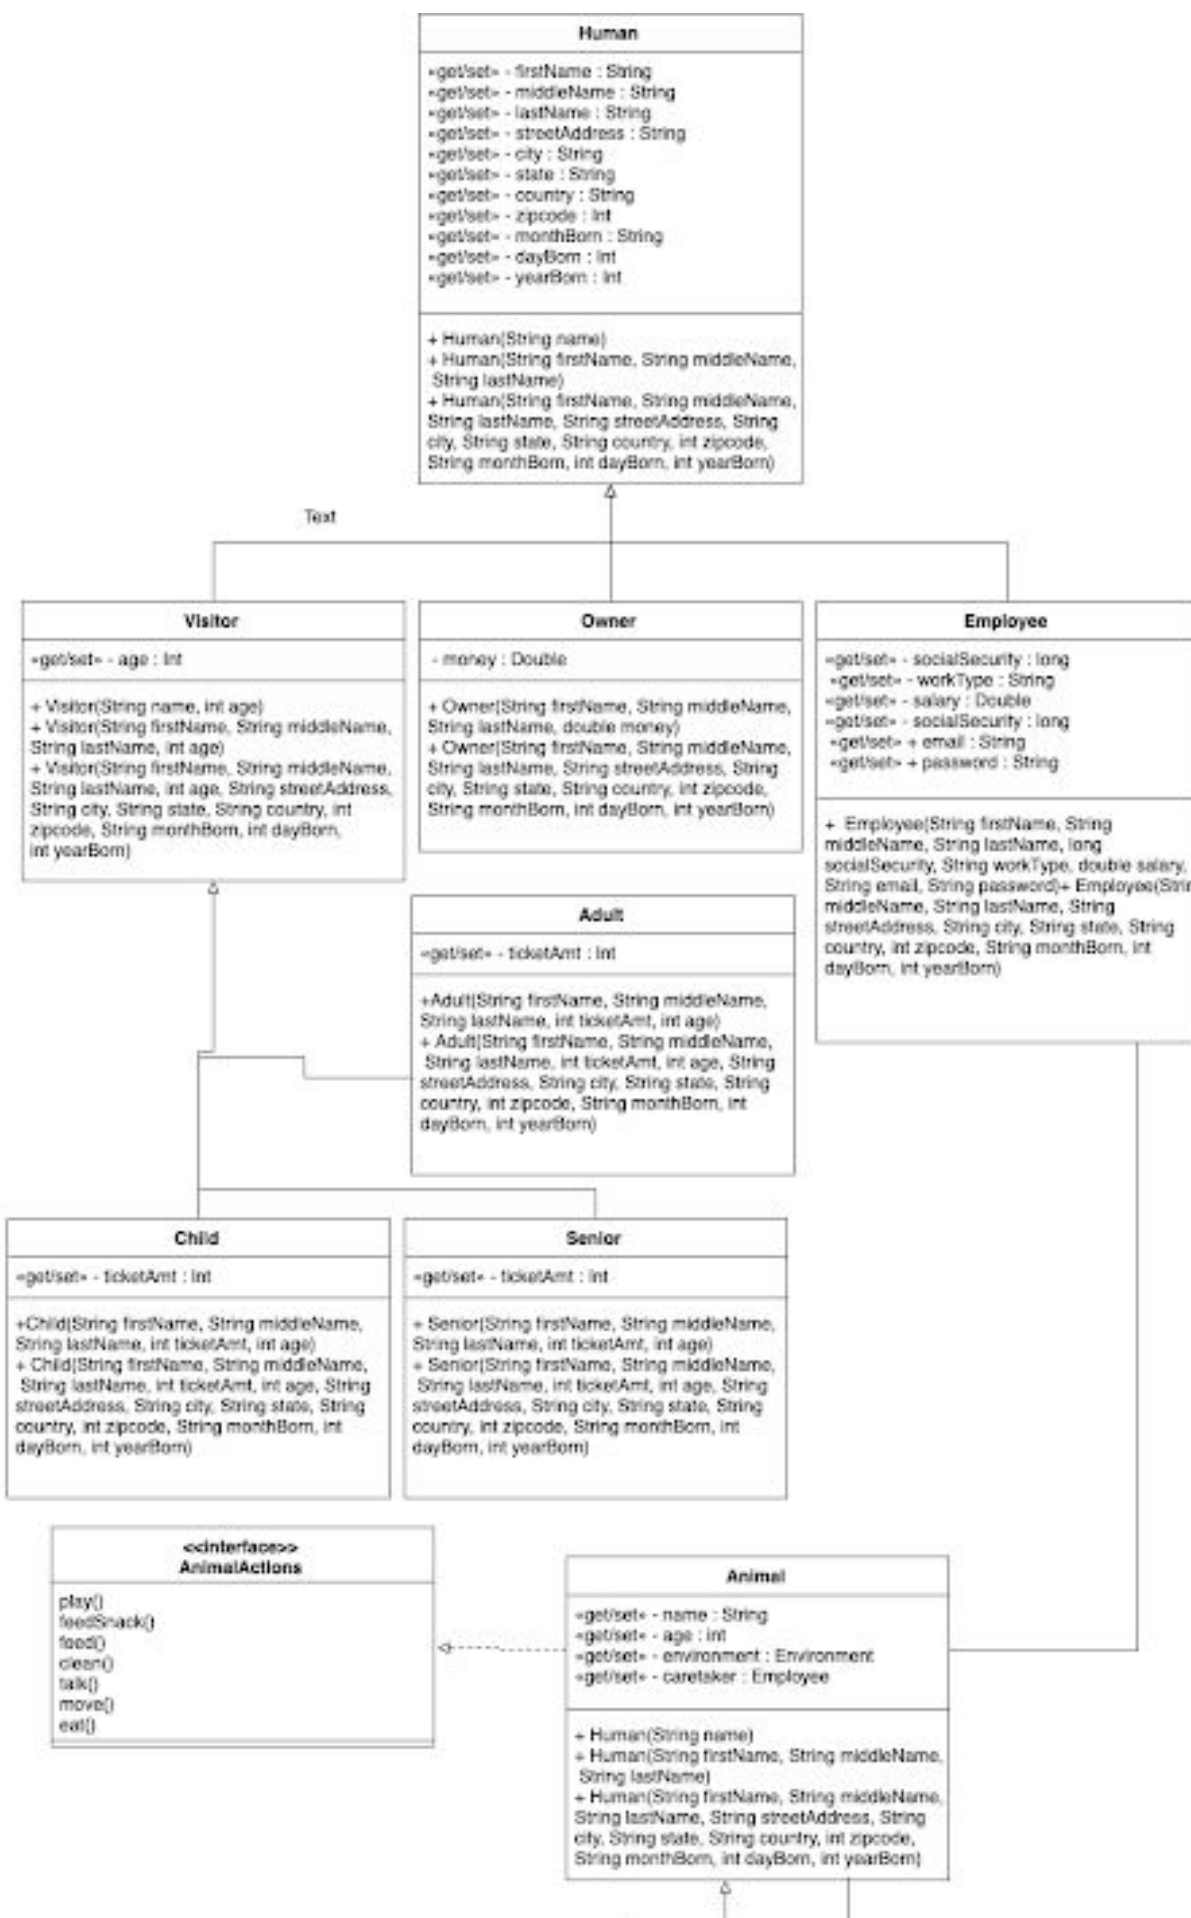 Human
«get/set» - firstName : String
«get/set» - middleName : String
«get/set» - lastName : String
«get/set» - streetAddress : String
«get/set» - city : String
«get/set» - state : String
«get/set» - country : String
«get/set» - zipcode : Int
«get/set» - monthBorn : String
«get/set» - dayBorn : Int
«get/set» - yearBorn : Int
+ Human(String name)
+ Human(String firstName, String middleName,
String lastName)
+ Human(String firstName, String middleName,
String lastName, String streetAddress, String
city, String state, String country, int zipcode,
String monthBorn, int dayBorn, int yearBorn)
Text
Visitor
«get/set» - age : Int
+ Visitor(String name, int age)
+ Visitor(String firstName, String middleName,
String lastName, int age)
+ Visitor(String firstName, String middleName,
String lastName, int age, String streetAddress,
String city, String state, String country, int
zipcode, String monthBorn, int dayBorn,
int yearBorn)
Owner
- money : Double
+ Owner(String firstName, String middleName,
String lastName, double money)
+ Owner(String firstName, String middleName,
String lastName, String streetAddress, String
city, String state, String country, int zipcode,
String monthBorn, int dayBorn, int yearBorn)
Employee
«get/set» - socialSecurity : long
«get/set» - workType : String
«get/set» - salary : Double
«get/set» - socialSecurity : long
«get/set» + email : String
«get/set» + password : String
+ Employee(String firstName, String
middleName, String lastName, long
socialSecurity, String workType, double salary,
String email, String password)+ Employee(Strin
middleName, String lastName, String
streetAddress, String city, String state, String
country, int zipcode, String monthBorn, int
dayBorn, int yearBorn)
Adult
«get/set» - ticketAmt : Int
+Adult(String firstName, String middleName,
String lastName, int ticketAmt, int age)
+ Adult(String firstName, String middleName,
String lastName, int ticketAmt, int age, String
streetAddress, String city, String state, String
country, int zipcode, String monthBorn, int
dayBorn, int yearBorn)
Child
«get/set» - ticketAmt : Int
+Child(String firstName, String middleName,
String lastName, int ticketAmt, int age)
+ Child(String firstName, String middleName,
String lastName, int ticketAmt, int age, String
streetAddress, String city, String state, String
country, int zipcode, String monthBorn, int
dayBorn, int yearBorn)
Senior
«get/set» - ticketAmt : Int
+ Senior(String firstName, String middleName,
String lastName, int ticketAmt, int age)
+ Senior(String firstName, String middleName,
String lastName, int ticketAmt, int age, String
streetAddress, String city, String state, String
country, int zipcode, String monthBorn, int
dayBorn, int yearBorn)
<<interface>>
AnimalActions
play()
feedSnack()
feed()
clean()
talk()
move()
eat()
Animal
«get/set» - name : String
«get/set» - age : int
«get/set» - environment : Environment
«get/set» - caretaker : Employee
+ Human(String name)
+ Human(String firstName, String middleName,
String lastName)
+ Human(String firstName, String middleName,
String lastName, String streetAddress, String
city, String state, String country, int zipcode,
String monthBorn, int dayBorn, int yearBorn)